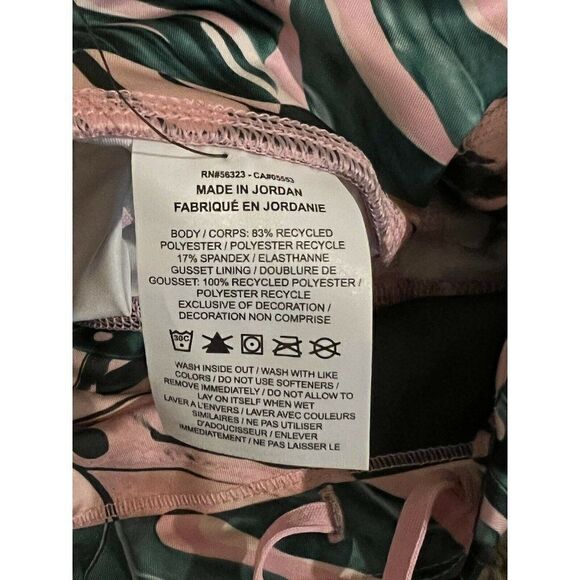 RN#56323 - CA#05553
MADE IN JORDAN
FABRIQUÉ EN JORDANIE
BODY / CORPS: 83% RECYCLED
POLYESTER / POLYESTER RECYCLE
17% SPANDEX / ELASTHANNE
GUSSET LINING / DOUBLURE DE
GOUSSET: 100% RECYCLED POLYESTER /
POLYESTER RECYCLE
EXCLUSIVE OF DECORATION /
DECORATION NON COMPRISE
30C
WASH INSIDE OUT / WASH WITH LIKE
COLORS / DO NOT USE SOFTENERS /
REMOVE IMMEDIATELY / DO NOT ALLOW TO
LAY ON ITSELF WHEN WET
LAVER A L'ENVERS / LAVER AVEC COULEURS
SIMILAIRES / NE PAS UTILISER
D'ADOUCISSEUR / ENLEVER
IMMEDIATEMENT / NE PAS LAISSER LE